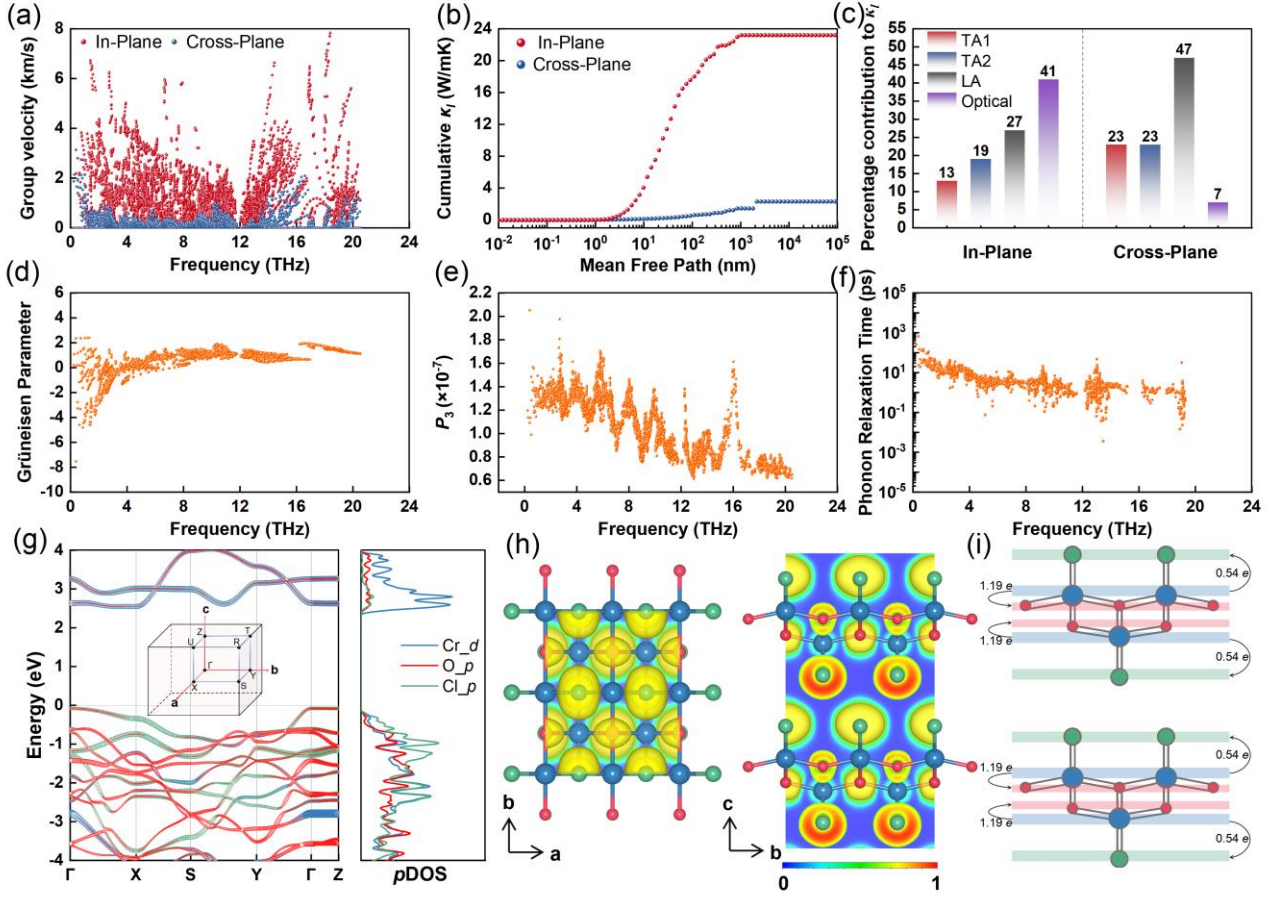 (a)
In-Plane
Cross-Plane
Group velocity (km/s)
8
6
4
2
0
0 4 8 12 16 20 24
Frequency (THz)
(b)
In-Plane
Cross-Plane
Cumulative κl (W/mK)
24
20
16
12
8
4
0
10-2 10-1 100 101 102 103 104 105
Mean Free Path (nm)
(c)
Percentage contribution to κl
55
50
45
40
35
30
25
20
15
10
5
0
TA1
TA2
LA
Optical
13
19
27
41
23
23
47
7
In-Plane
Cross-Plane
(d)
Grüneisen Parameter
6
4
2
0
-2
-4
-6
-8
-10
0 4 8 12 16 20 24
Frequency (THz)
(e)
P3 (×10-7)
2.2
2.0
1.8
1.6
1.4
1.2
1.0
0.8
0.6
0 4 8 12 16 20 24
Frequency (THz)
(f)
Phonon Relaxation Time (ps)
105
103
101
10-1
10-3
10-5
0 4 8 12 16 20 24
Frequency (THz)
(g)
Energy (eV)
4
3
2
1
0
-1
-2
-3
-4
Γ X S Y Γ Z
c
Z
T
U
R
Γ
b
Y
X
S
a
Cr_d
O_p
Cl_p
pDOS
(h)
b
a
c
b
0 1
(i)
1.19 e
0.54 e
0.54 e
1.19 e
0.54 e
1.19 e
0.54 e